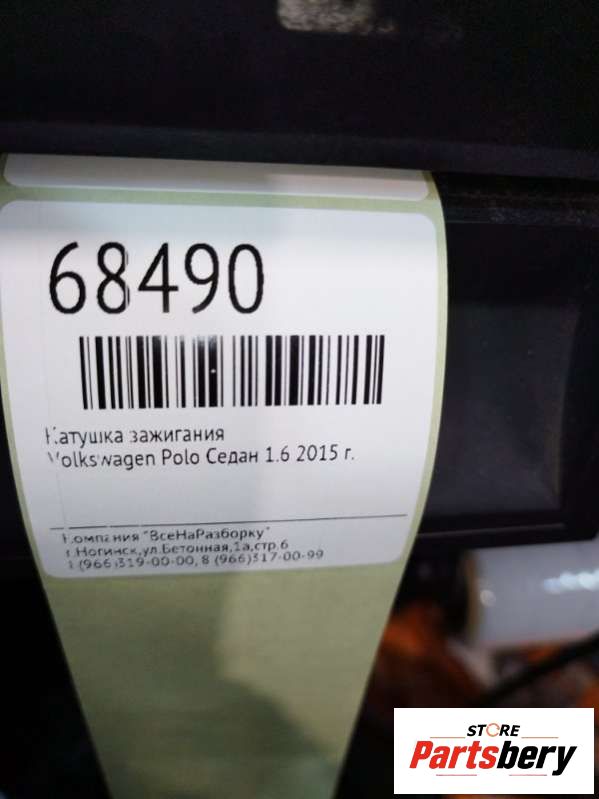 68490
Катушка зажигания
Volkswagen Polo Седан 1.6 2015 г.
Компания "ВсеНаРазборку"
г.Ногинск,ул.Бетонная,1а,стр.6
8 (966)319-00-00, 8 (966)317-00-99
STORE
Partsbery